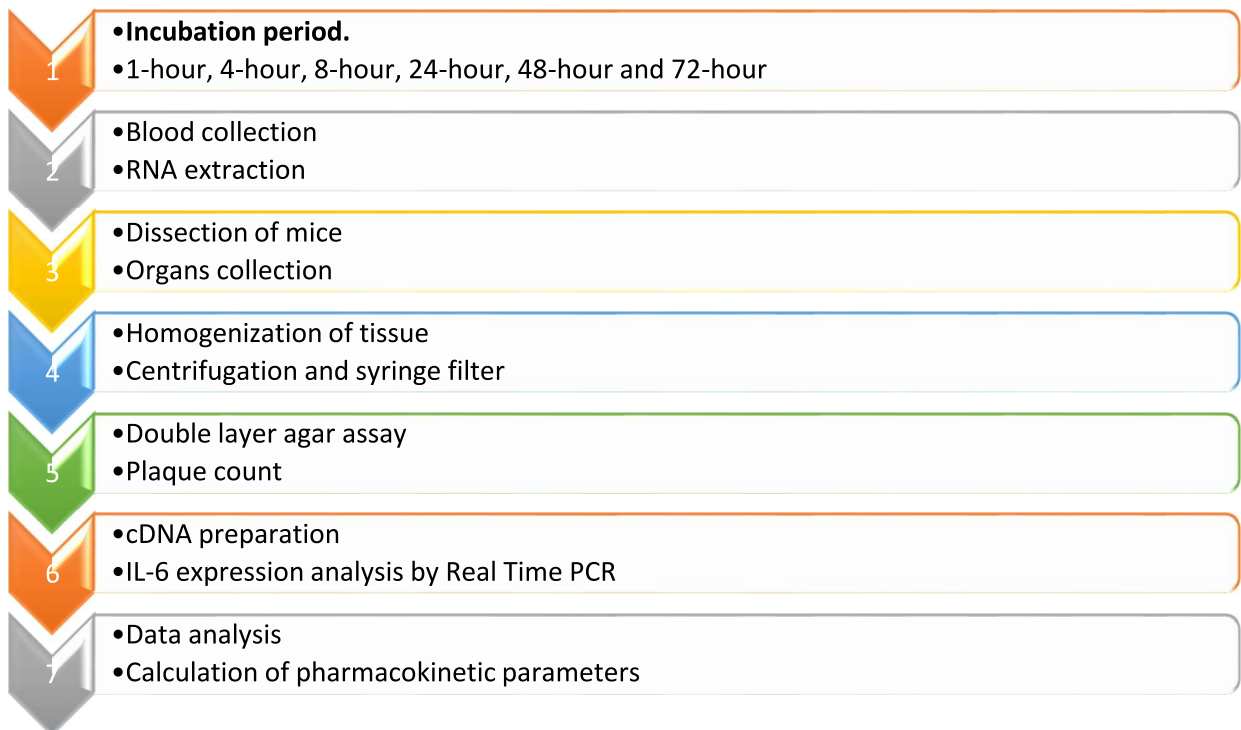 1
•Incubation period.
•1-hour, 4-hour, 8-hour, 24-hour, 48-hour and 72-hour
2
•Blood collection
•RNA extraction
3
•Dissection of mice
•Organs collection
4
•Homogenization of tissue
•Centrifugation and syringe filter
5
•Double layer agar assay
•Plaque count
6
•cDNA preparation
•IL-6 expression analysis by Real Time PCR
7
•Data analysis
•Calculation of pharmacokinetic parameters